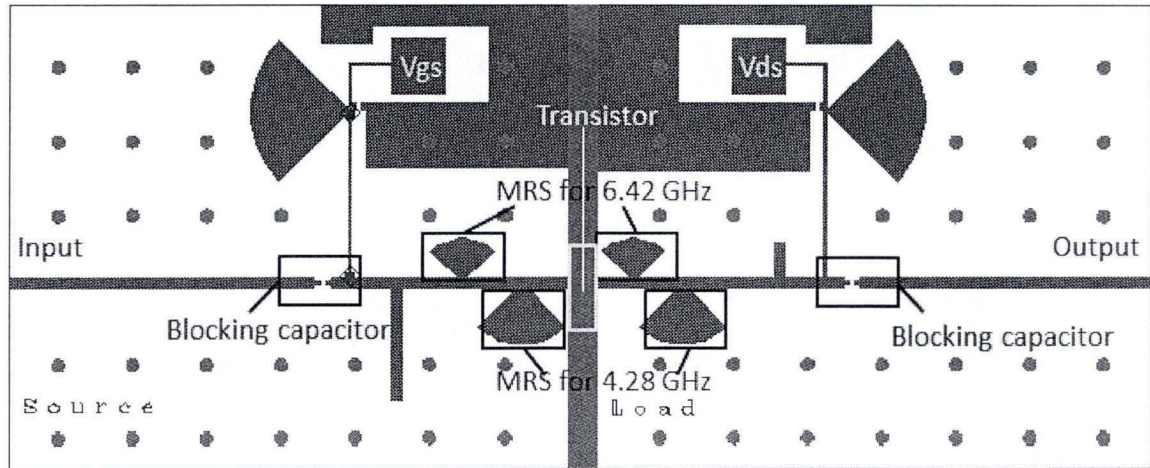 Vgs
Vds
Transistor
MRS for 6.42 GHz
Input
Output
Blocking capacitor
Blocking capacitor
MRS for 4.28 GHz
Source
Load